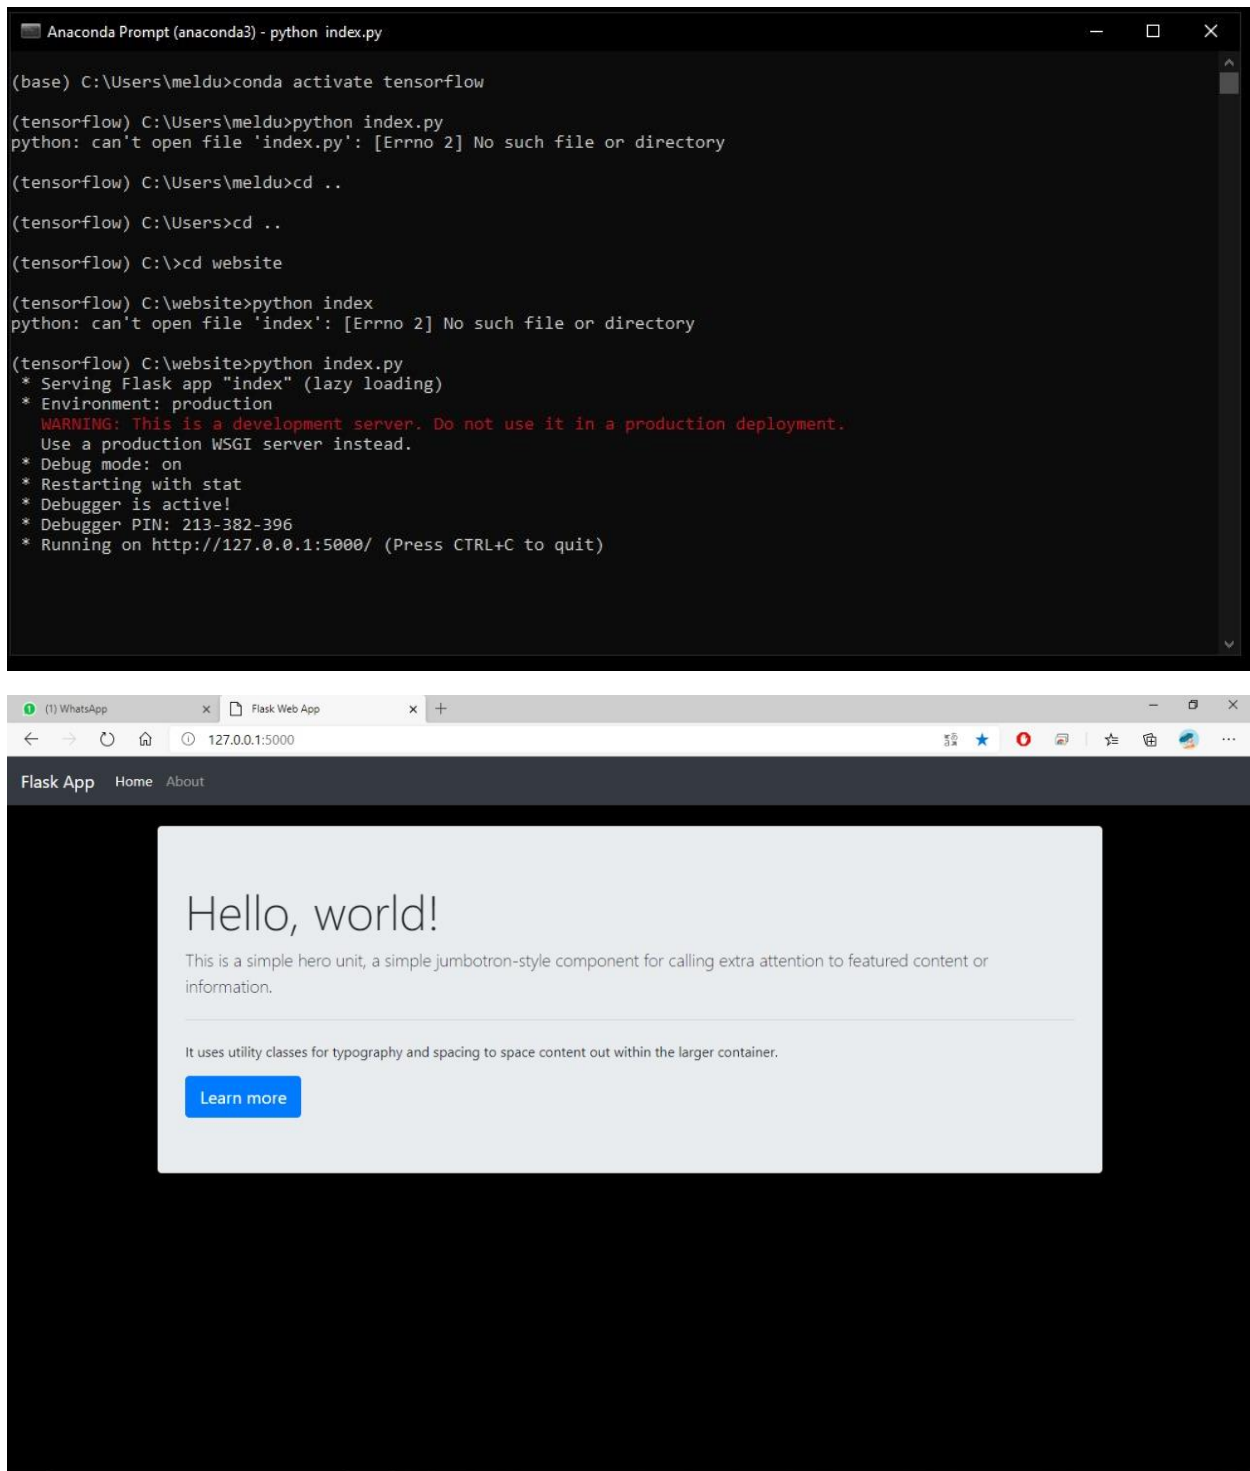 Anaconda Prompt (anaconda3) - python index.py
(base) C:\Users\meldu>conda activate tensorflow
(tensorflow) C:\Users\meldu>python index.py
python: can't open file 'index.py': [Errno 2] No such file or directory
(tensorflow) C:\Users\meldu>cd ..
(tensorflow) C:\Users>cd ..
(tensorflow) C:\>cd website
(tensorflow) C:\website>python index
python: can't open file 'index': [Errno 2] No such file or directory
(tensorflow) C:\website>python index.py
* Serving Flask app "index" (lazy loading)
* Environment: production
WARNING: This is a development server. Do not use it in a production deployment.
Use a production WSGI server instead.
* Debug mode: on
* Restarting with stat
* Debugger is active!
* Debugger PIN: 213-382-396
* Running on http://127.0.0.1:5000/ (Press CTRL+C to quit)
(1) WhatsApp Flask Web App
127.0.0.1:5000
Flask App Home About
Hello, world!
This is a simple hero unit, a simple jumbotron-style component for calling extra attention to featured content or
information.
It uses utility classes for typography and spacing to space content out within the larger container.
Learn more